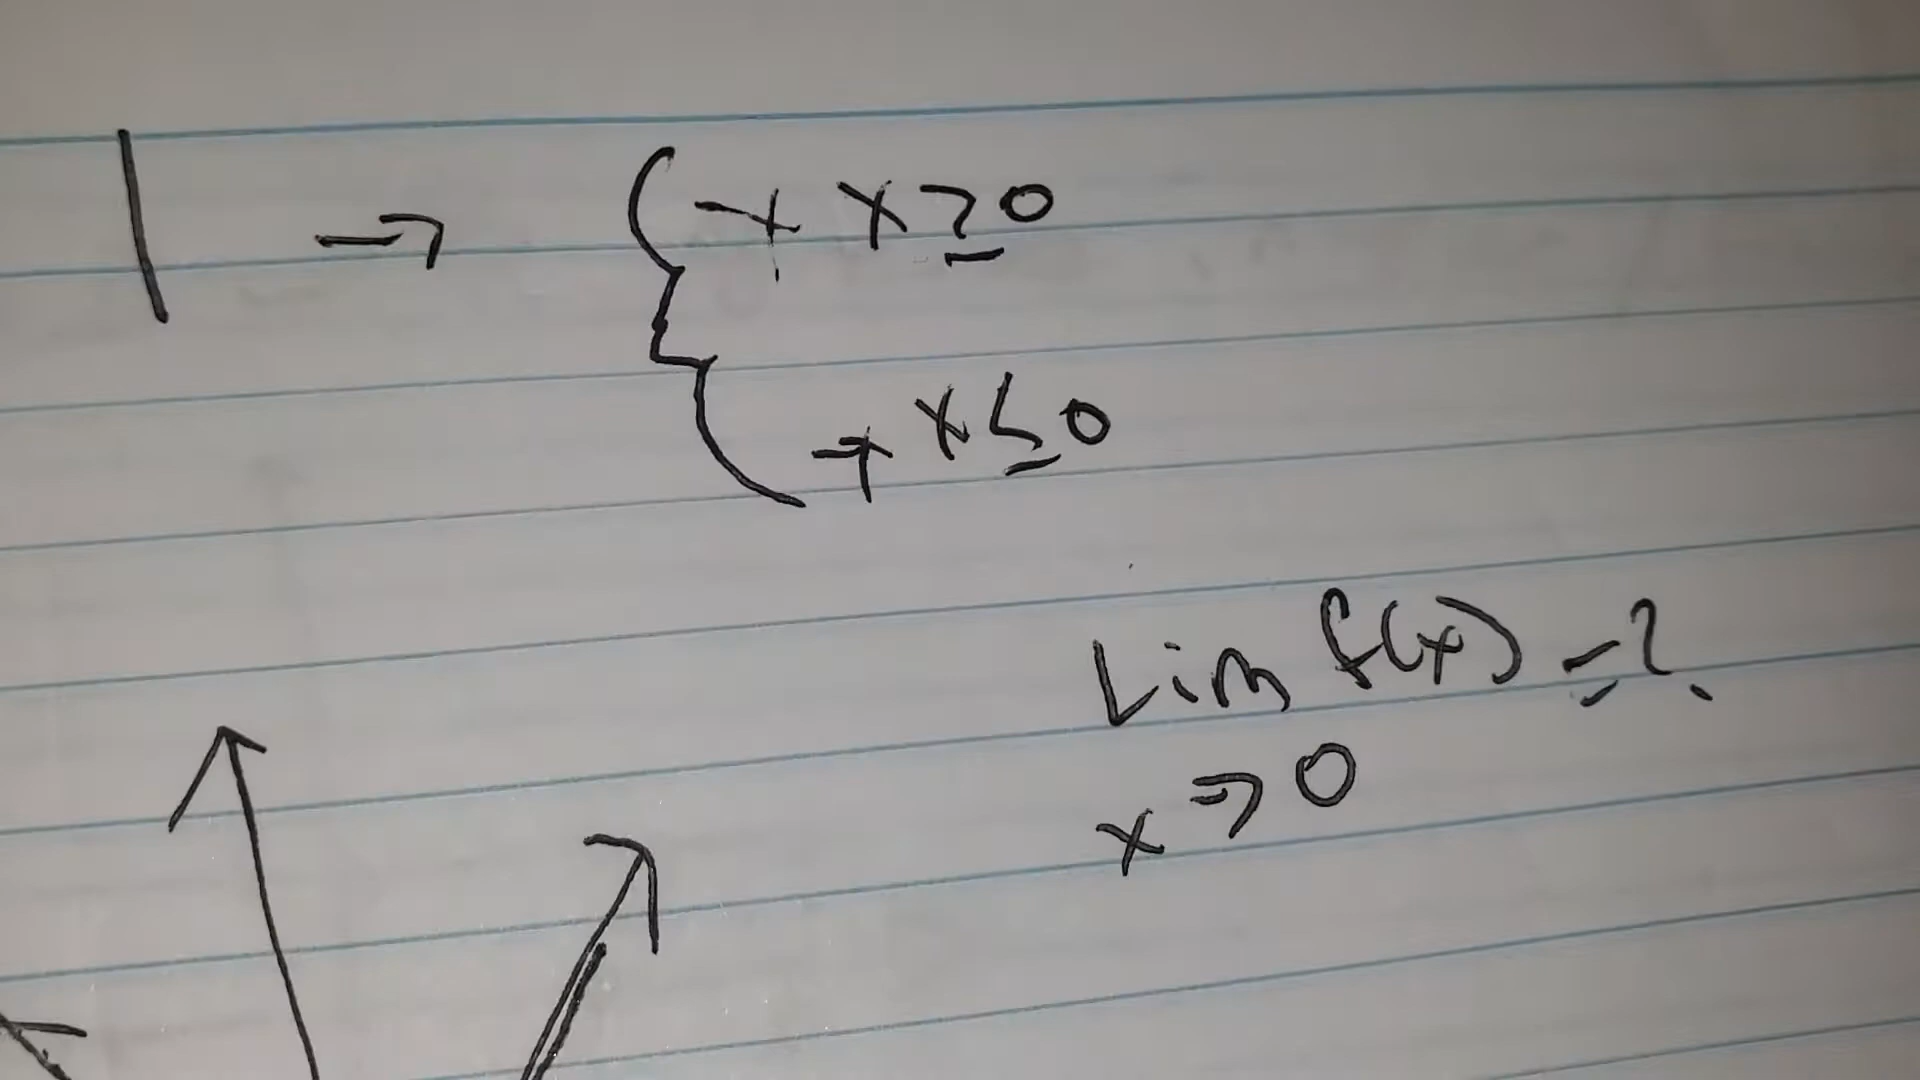 | → { + x ≥ 0
+ x ≤ 0
Lim f(x) = ?
x → 0